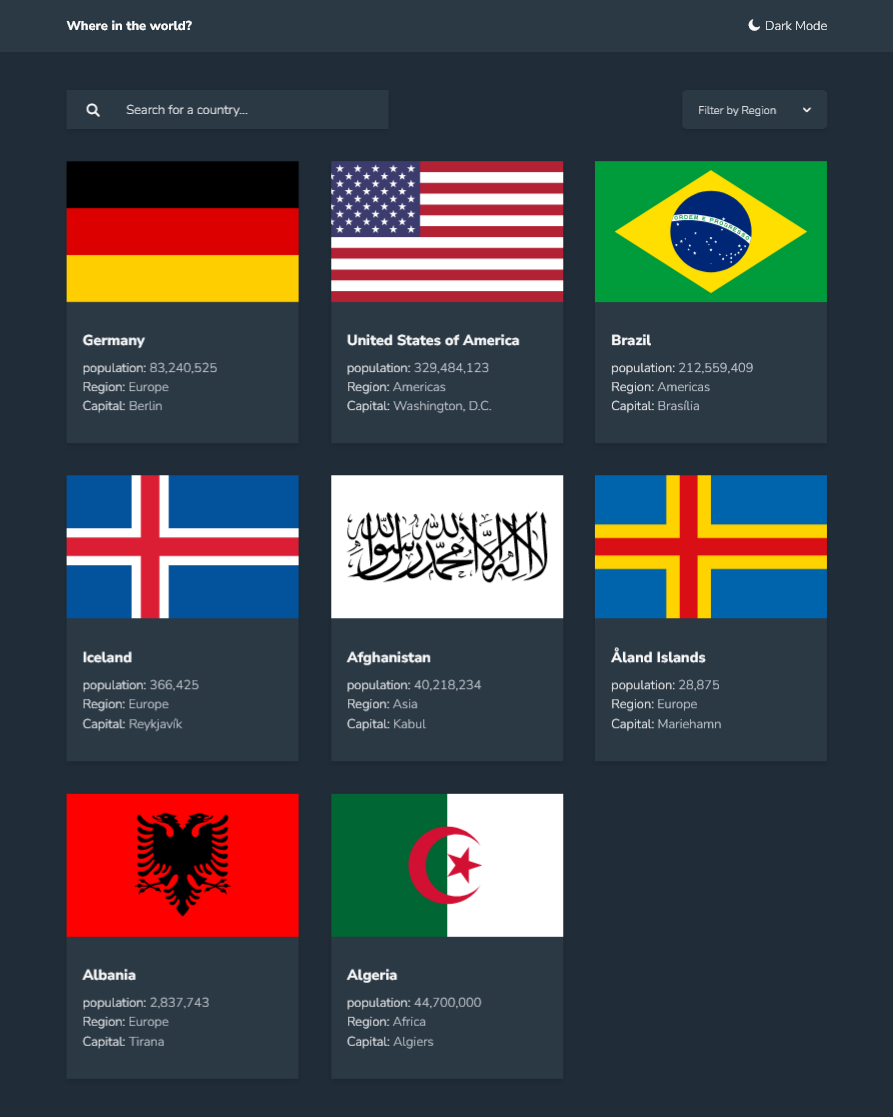 Where in the world?
Dark Mode
Search for a country...
Filter by Region
ORDEM E PROGRESSO
Germany
population: 83,240,525
Region: Europe
Capital: Berlin
United States of America
population: 329,484,123
Region: Americas
Capital: Washington, D.C.
Brazil
population: 212,559,409
Region: Americas
Capital: Brasília
لا إله إلا الله محمد رسول الله
Iceland
population: 366,425
Region: Europe
Capital: Reykjavík
Afghanistan
population: 40,218,234
Region: Asia
Capital: Kabul
Åland Islands
population: 28,875
Region: Europe
Capital: Mariehamn
Albania
population: 2,837,743
Region: Europe
Capital: Tirana
Algeria
population: 44,700,000
Region: Africa
Capital: Algiers